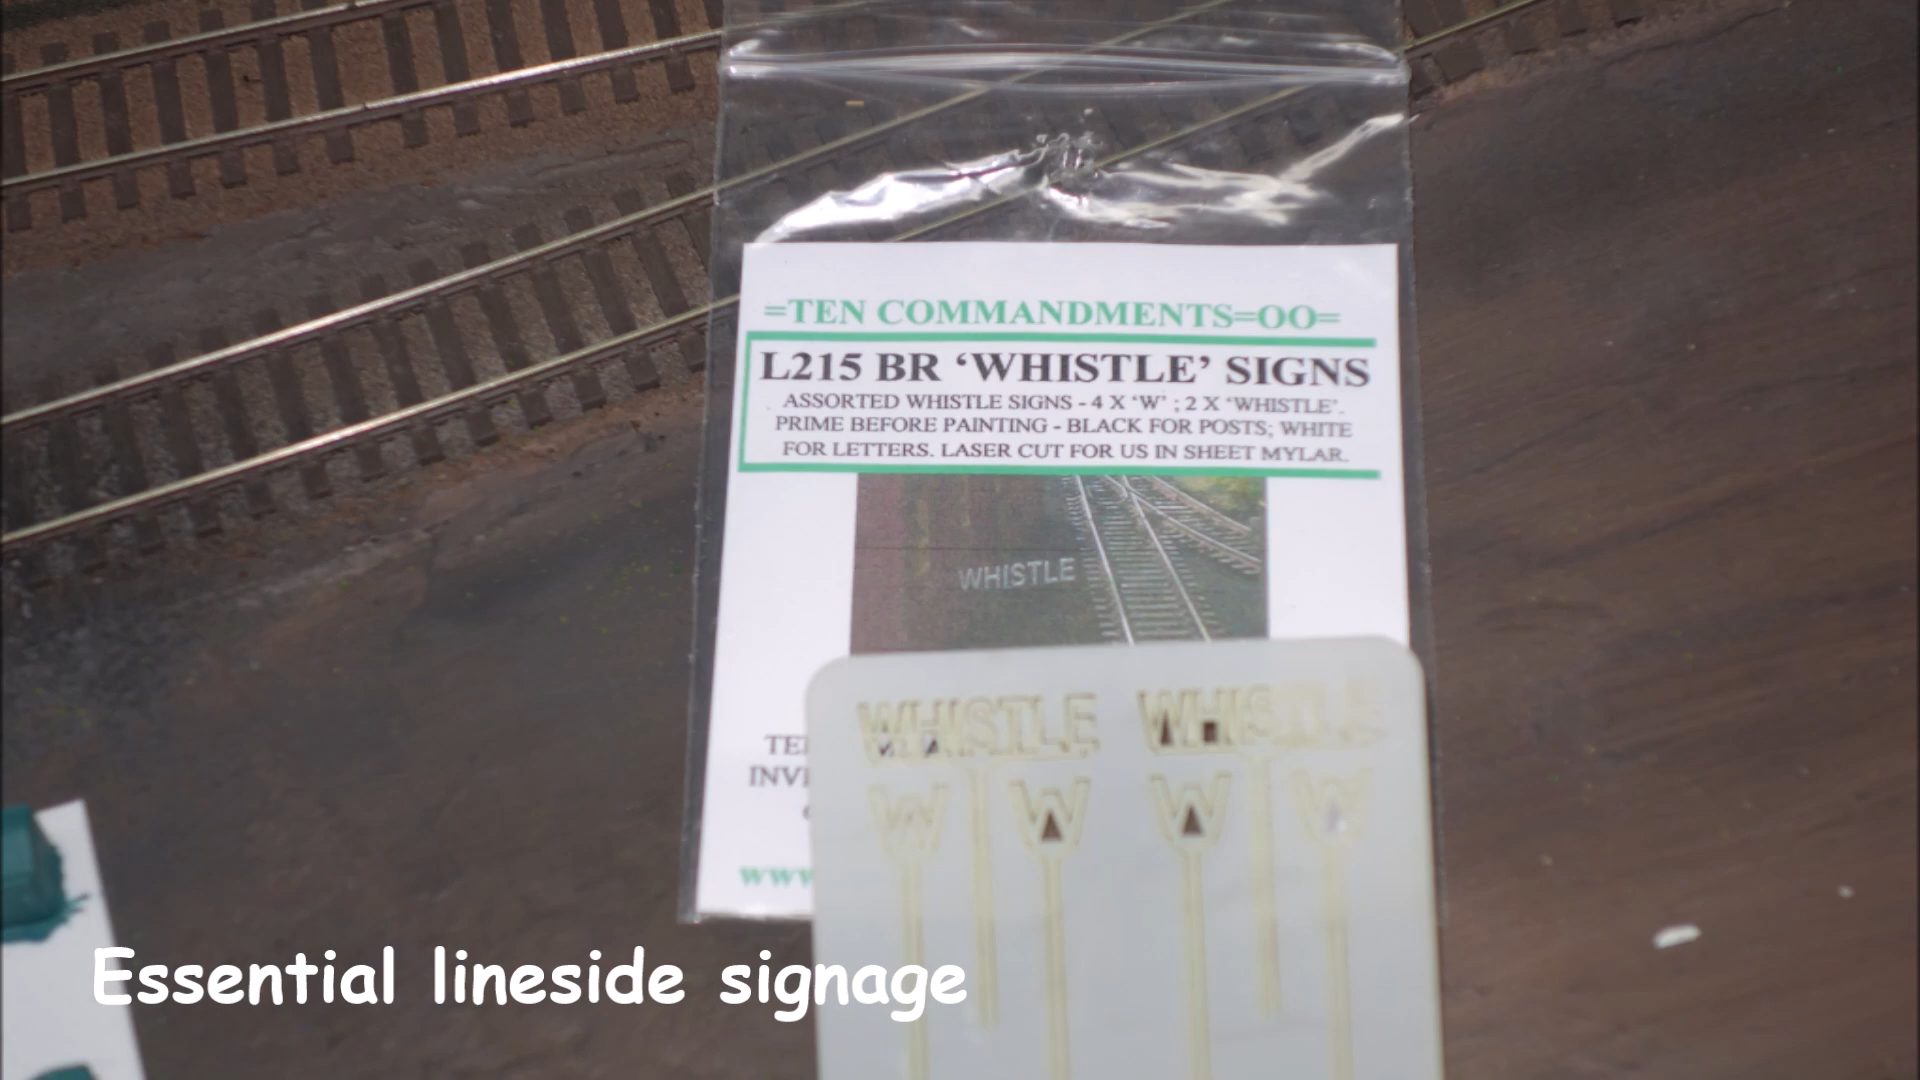 =TEN COMMANDMENTS=OO=
L215 BR ‘WHISTLE’ SIGNS
ASSORTED WHISTLE SIGNS - 4 X ‘W’ ; 2 X ‘WHISTLE’.
PRIME BEFORE PAINTING - BLACK FOR POSTS; WHITE
FOR LETTERS. LASER CUT FOR US IN SHEET MYLAR.
WHISTLE
WHISTLE WHISTLE
W W W W
Essential lineside signage